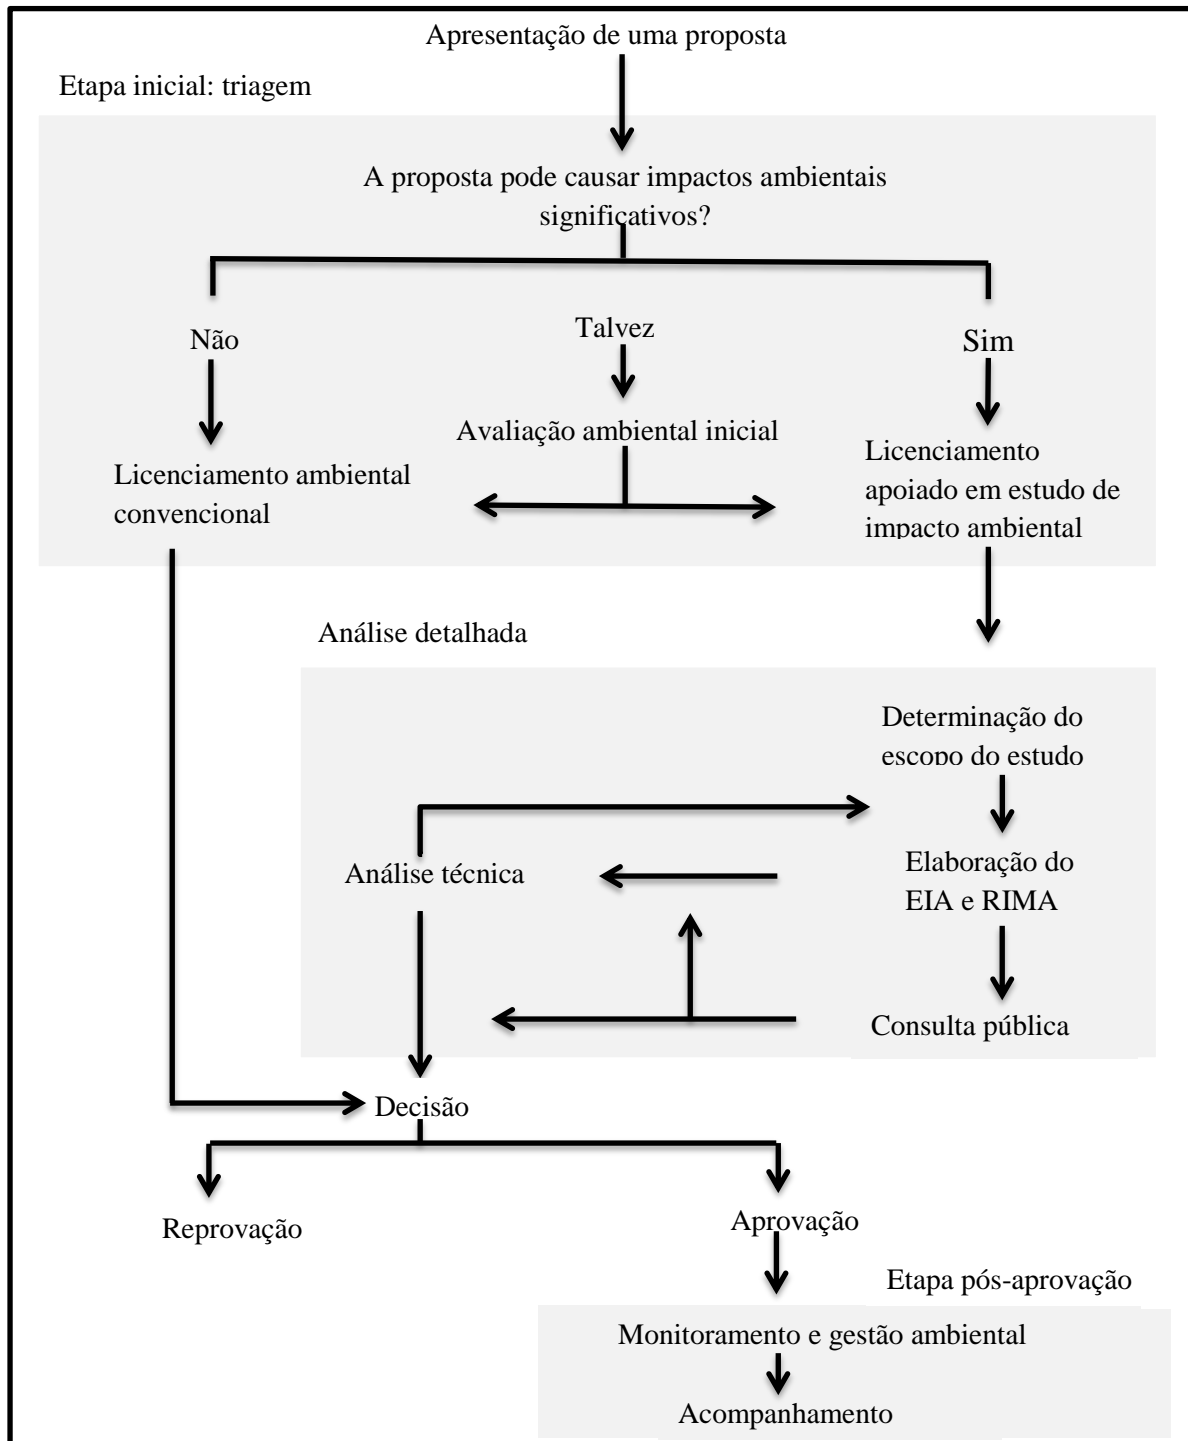 Apresentação de uma proposta
Etapa inicial: triagem
A proposta pode causar impactos ambientais
significativos?
Não
Talvez
Sim
Avaliação ambiental inicial
Licenciamento ambiental
convencional
Licenciamento
apoiado em estudo de
impacto ambiental
Análise detalhada
Determinação do
escopo do estudo
Análise técnica
Elaboração do
EIA e RIMA
Consulta pública
Decisão
Reprovação
Aprovação
Etapa pós-aprovação
Monitoramento e gestão ambiental
Acompanhamento